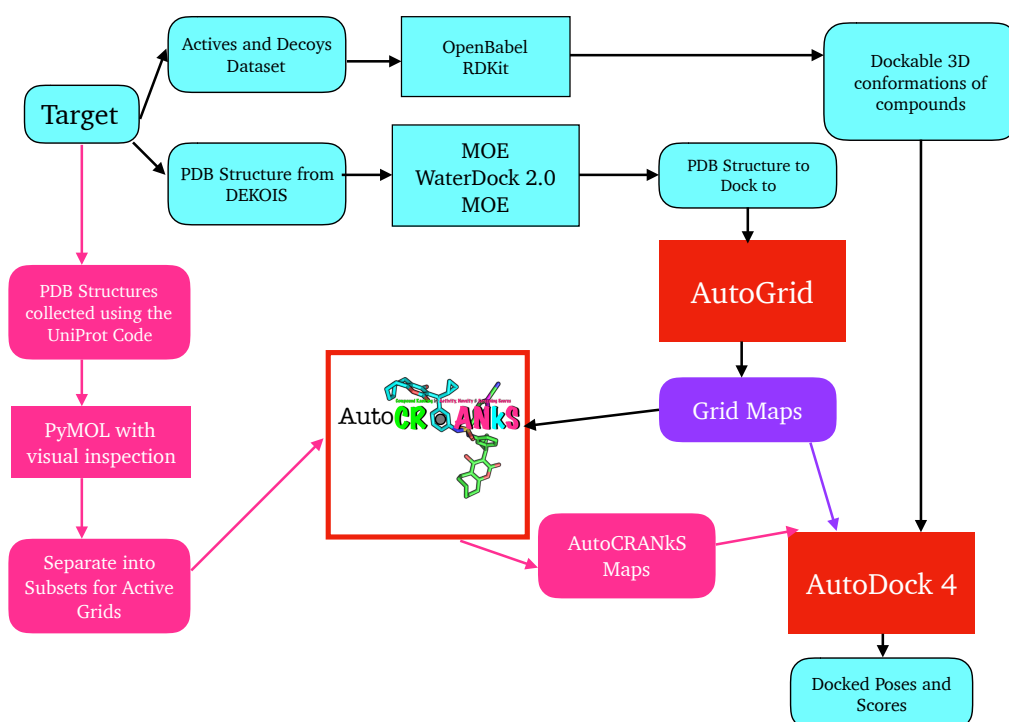 Actives and Decoys
Dataset
OpenBabel
RDKit
Dockable 3D
conformations of
compounds
Target
PDB Structure from
DEKOIS
MOE
WaterDock 2.0
MOE
PDB Structure to
Dock to
AutoGrid
PDB Structures
collected using the
UniProt Code
Grid Maps
AutoCRANkS
PyMOL with
visual inspection
Separate into
Subsets for Active
Grids
AutoCRANkS
Maps
AutoDock 4
Docked Poses and
Scores